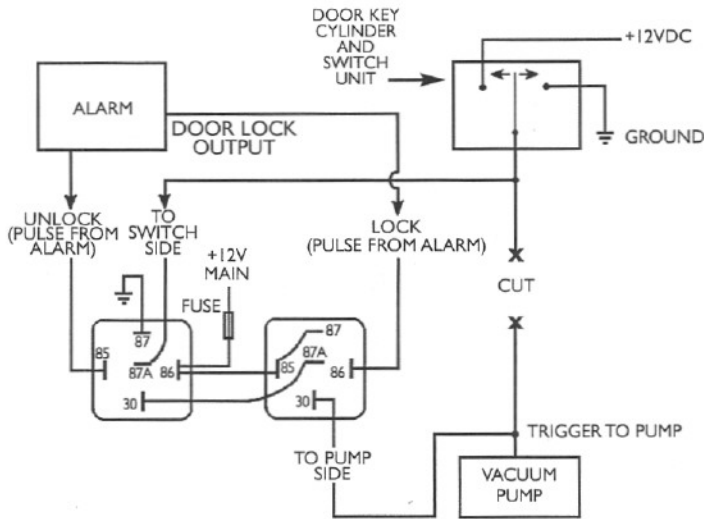 DOOR KEY
CYLINDER
AND
SWITCH
UNIT
+12VDC
ALARM
DOOR LOCK
OUTPUT
GROUND
UNLOCK
(PULSE FROM
ALARM)
TO
SWITCH
SIDE
LOCK
(PULSE FROM ALARM)
+12V
MAIN
FUSE
CUT
87
85
87A
86
30
87
87A
85
86
30
TO PUMP
SIDE
TRIGGER TO PUMP
VACUUM
PUMP